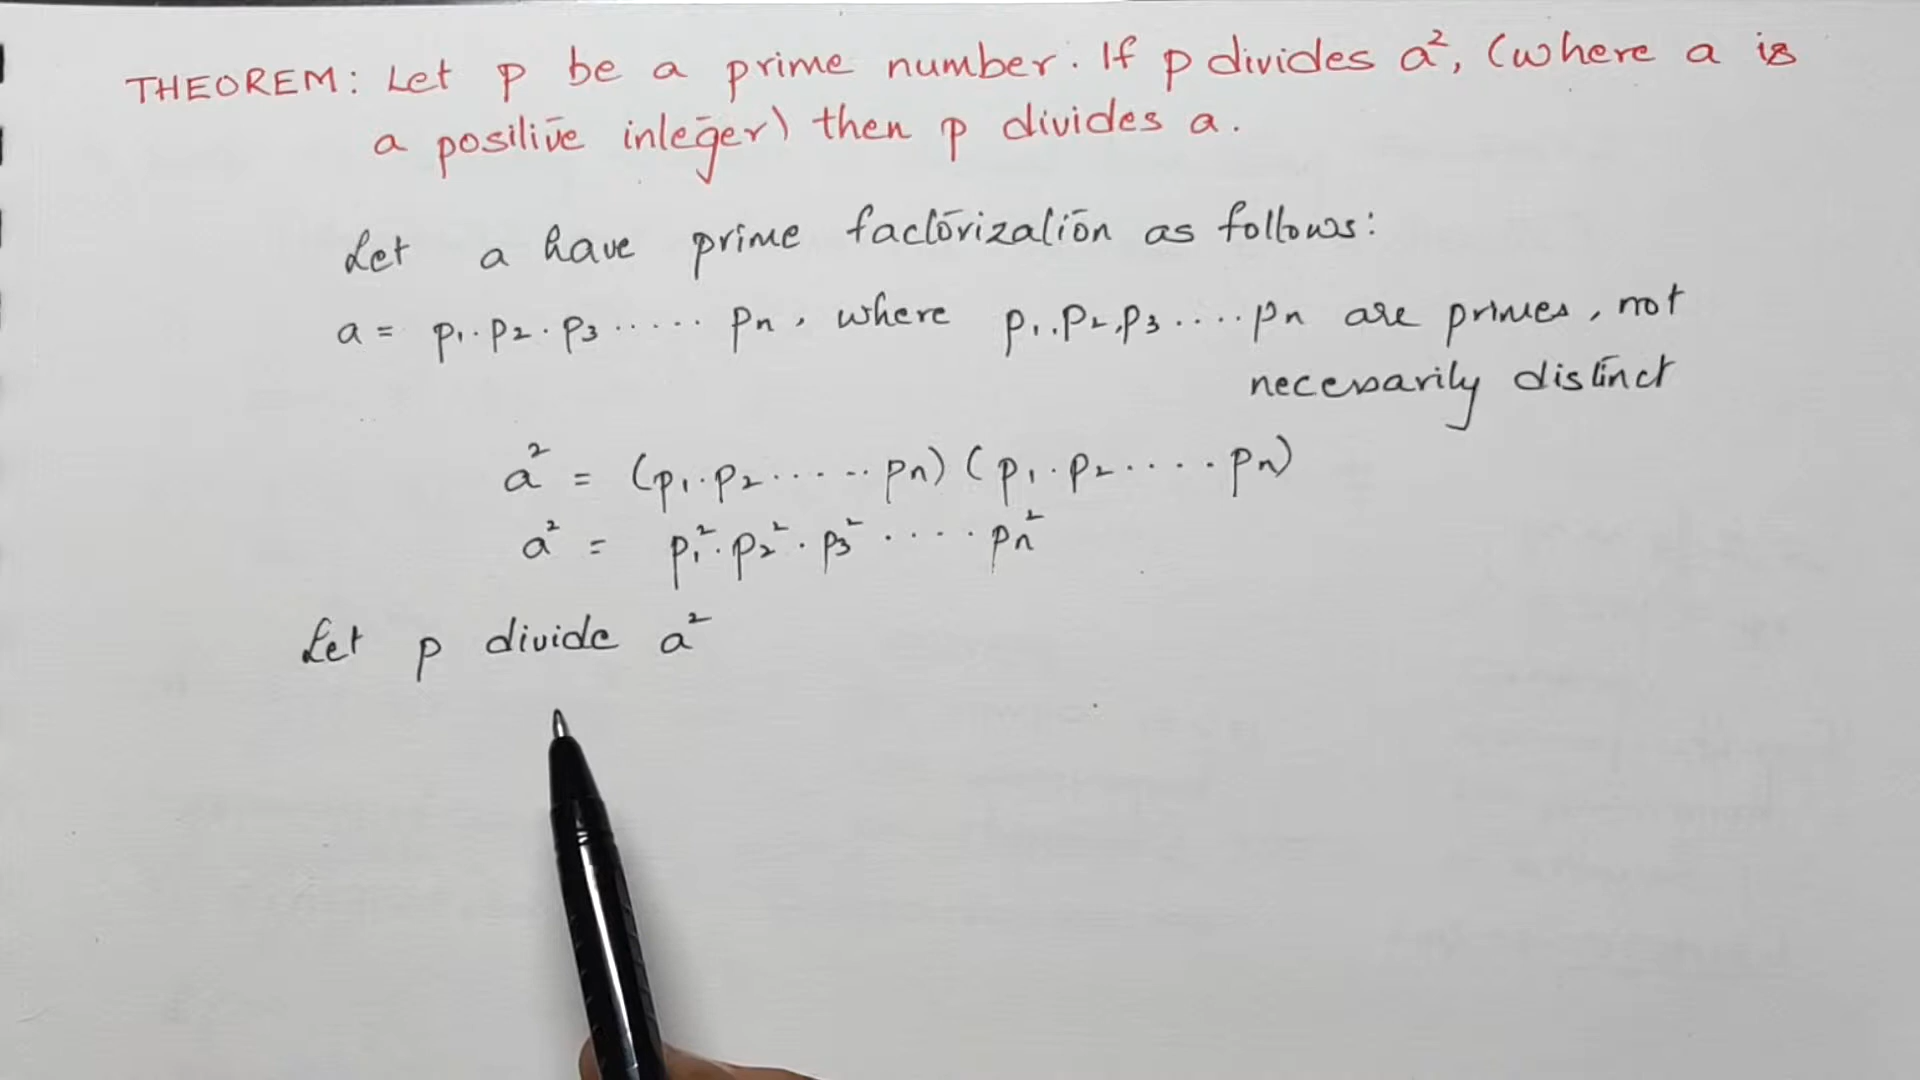 THEOREM: Let p be a prime number. If p divides a², (where a is
a positive integer) then p divides a.
Let a have prime factorization as follows:
a = p₁.p₂.p₃..... pₙ, where p₁.p₂,p₃....pₙ are primes, not
necessarily distinct
a² = (p₁.p₂......pₙ)(p₁.p₂....pₙ)
a² = p₁².p₂².p₃².....pₙ²
Let p divide a²